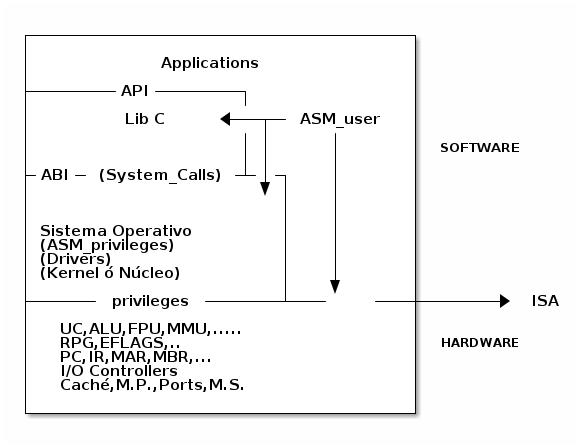 Applications
API
Lib C
ASM_user
SOFTWARE
ABI
(System_Calls)
Sistema Operativo
(ASM_privileges)
(Drivers)
(Kernel ó Núcleo)
privileges
ISA
UC,ALU,FPU,MMU,.....
RPG,EFLAGS,..
PC,IR,MAR,MBR,...
I/O Controllers
Caché,M.P.,Ports,M.S.
HARDWARE